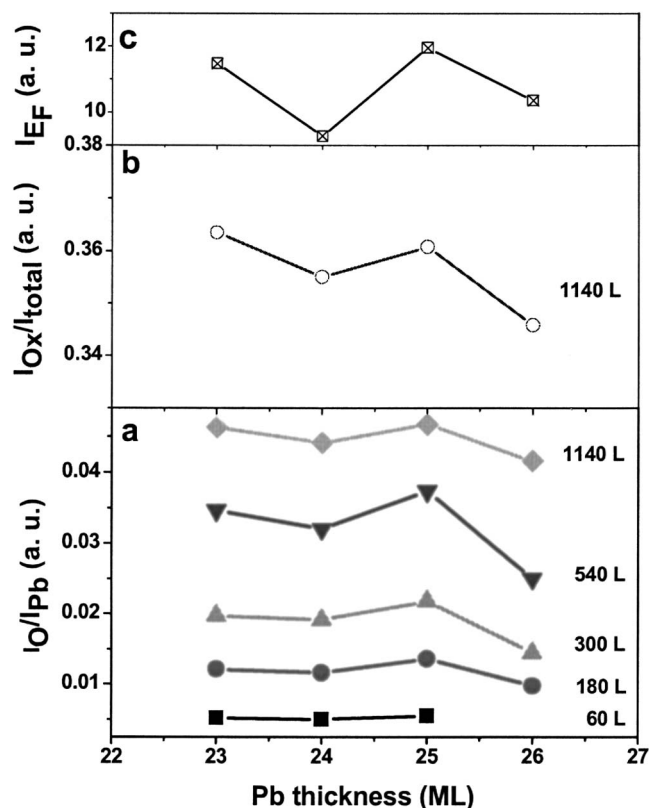 c
I_EF (a. u.)
12
10
0.38
b
I_Ox/I_total (a. u.)
0.36
0.34
1140 L
a
I_O/I_Pb (a. u.)
0.04
0.03
0.02
0.01
1140 L
540 L
300 L
180 L
60 L
22 23 24 25 26 27
Pb thickness (ML)